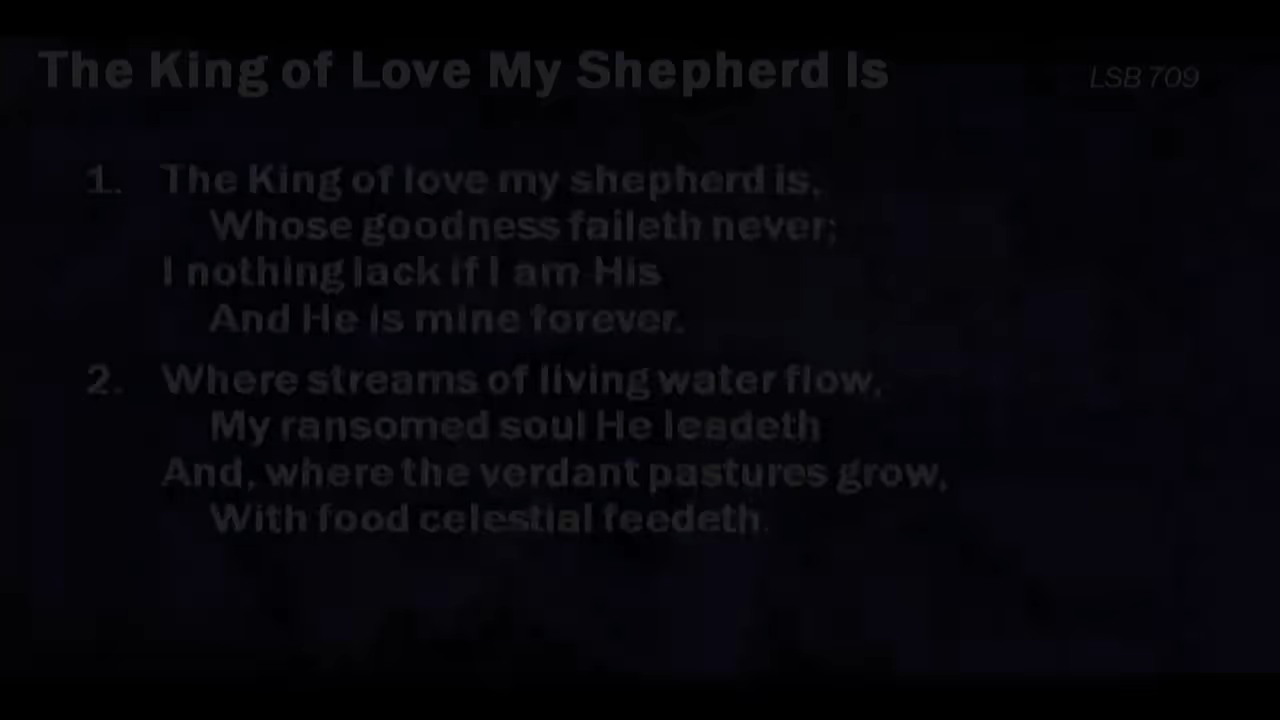 The King of Love My Shepherd Is
LSB 709
1. The King of love my shepherd is,
Whose goodness faileth never;
I nothing lack if I am His
And He is mine forever.
2. Where streams of living water flow,
My ransomed soul He leadeth
And, where the verdant pastures grow,
With food celestial feedeth.